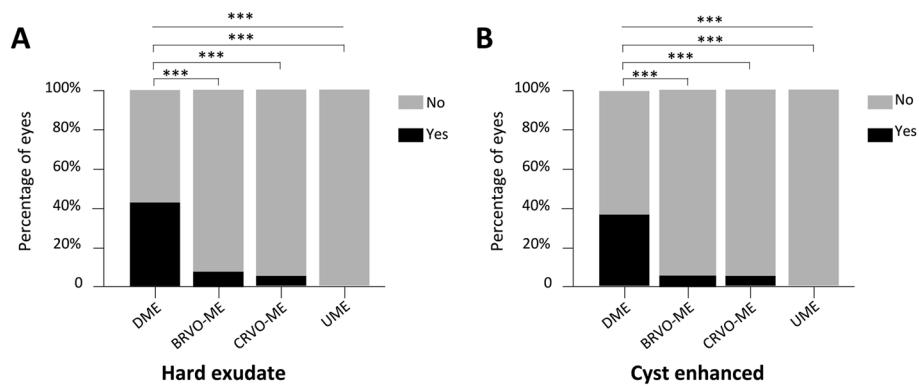 A
***
***
***
***
Percentage of eyes
100%
80%
60%
40%
20%
0
No
Yes
DME
BRVO-ME
CRVO-ME
UME
Hard exudate
B
***
***
***
***
Percentage of eyes
100%
80%
60%
40%
20%
0
No
Yes
DME
BRVO-ME
CRVO-ME
UME
Cyst enhanced